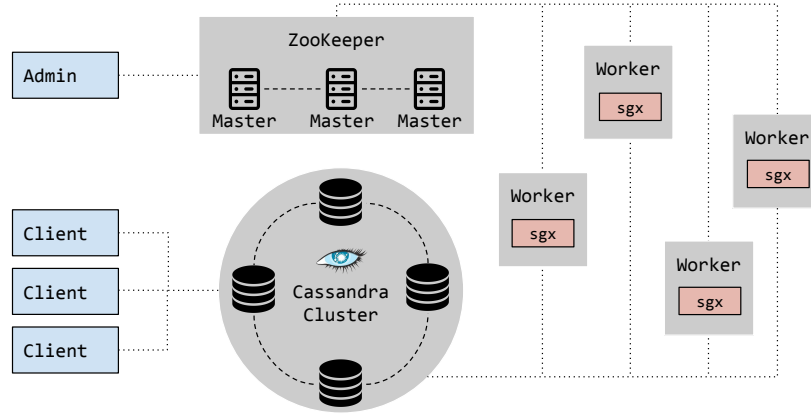 ZooKeeper
Admin
Master
Master
Master
Worker
sgx
Worker
sgx
Worker
sgx
Worker
sgx
Client
Client
Client
Cassandra
Cluster